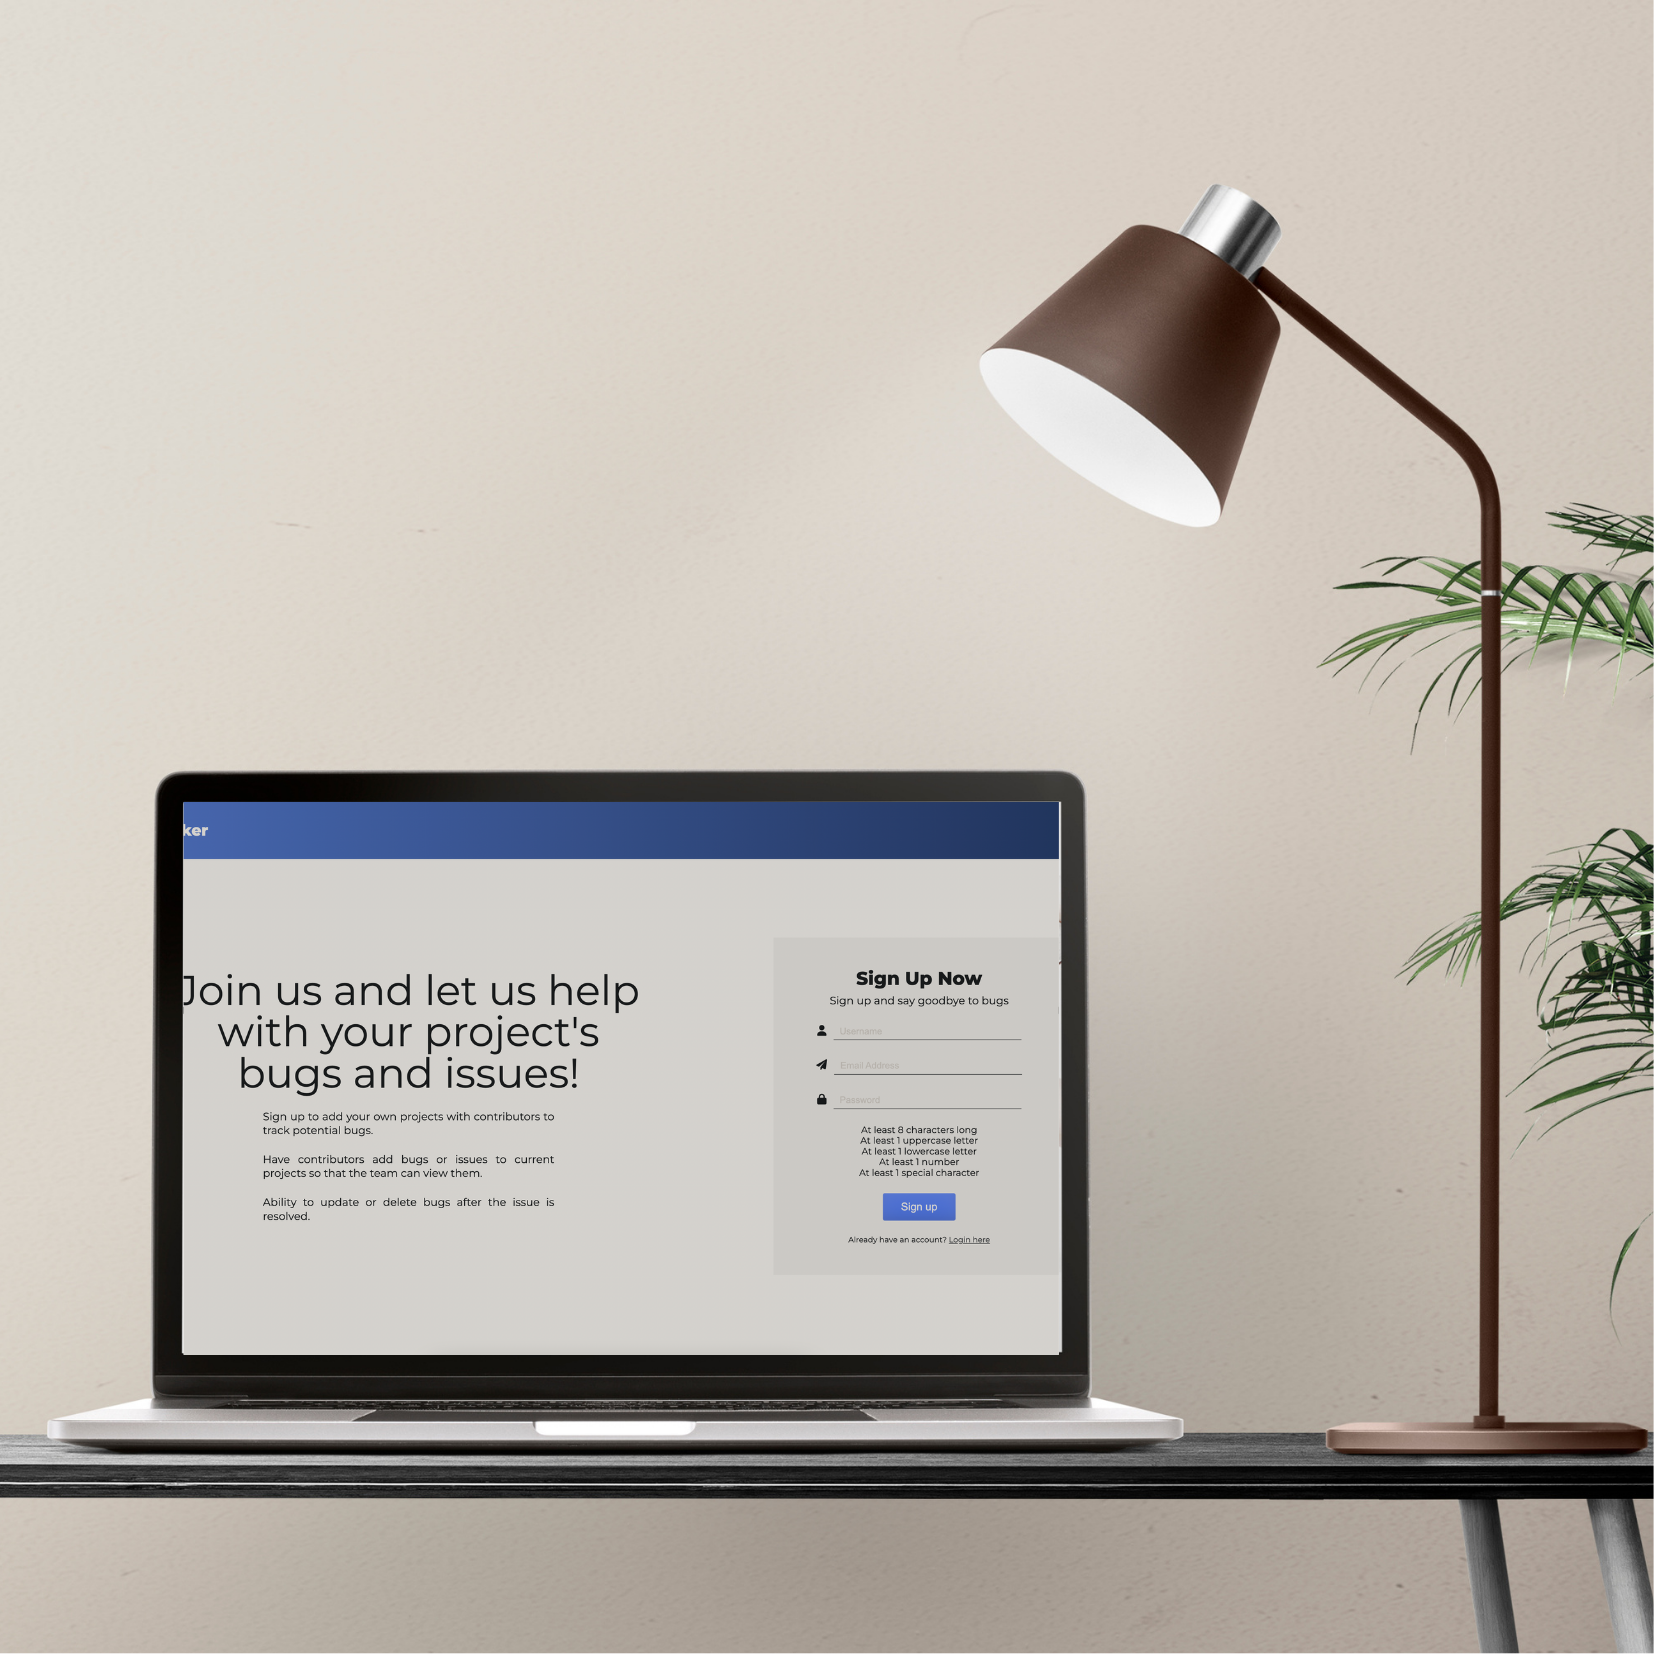 ker
Join us and let us help
with your project's
bugs and issues!
Sign up to add your own projects with contributors to
track potential bugs.
Have contributors add bugs or issues to current
projects so that the team can view them.
Ability to update or delete bugs after the issue is
resolved.
Sign Up Now
Sign up and say goodbye to bugs
Username
Email Address
Password
At least 8 characters long
At least 1 uppercase letter
At least 1 lowercase letter
At least 1 number
At least 1 special character
Sign up
Already have an account? Login here